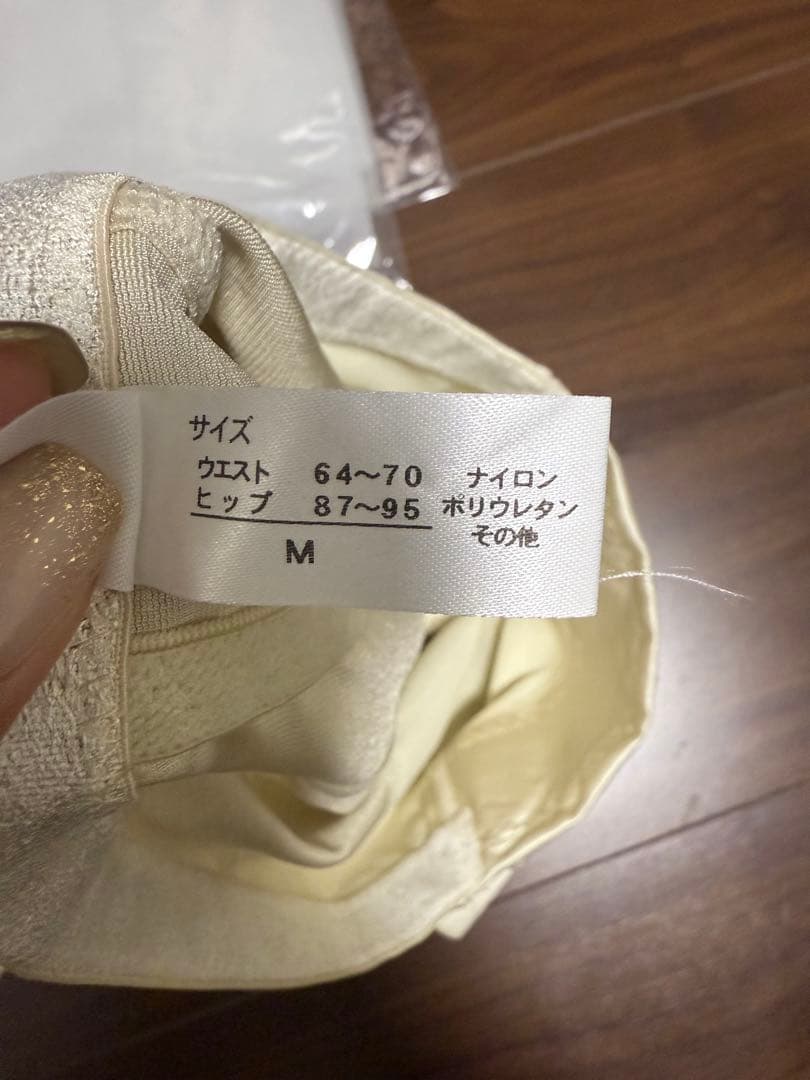 サイズ
ウエスト 64～70 ナイロン
ヒップ 87～95 ポリウレタン
M その他